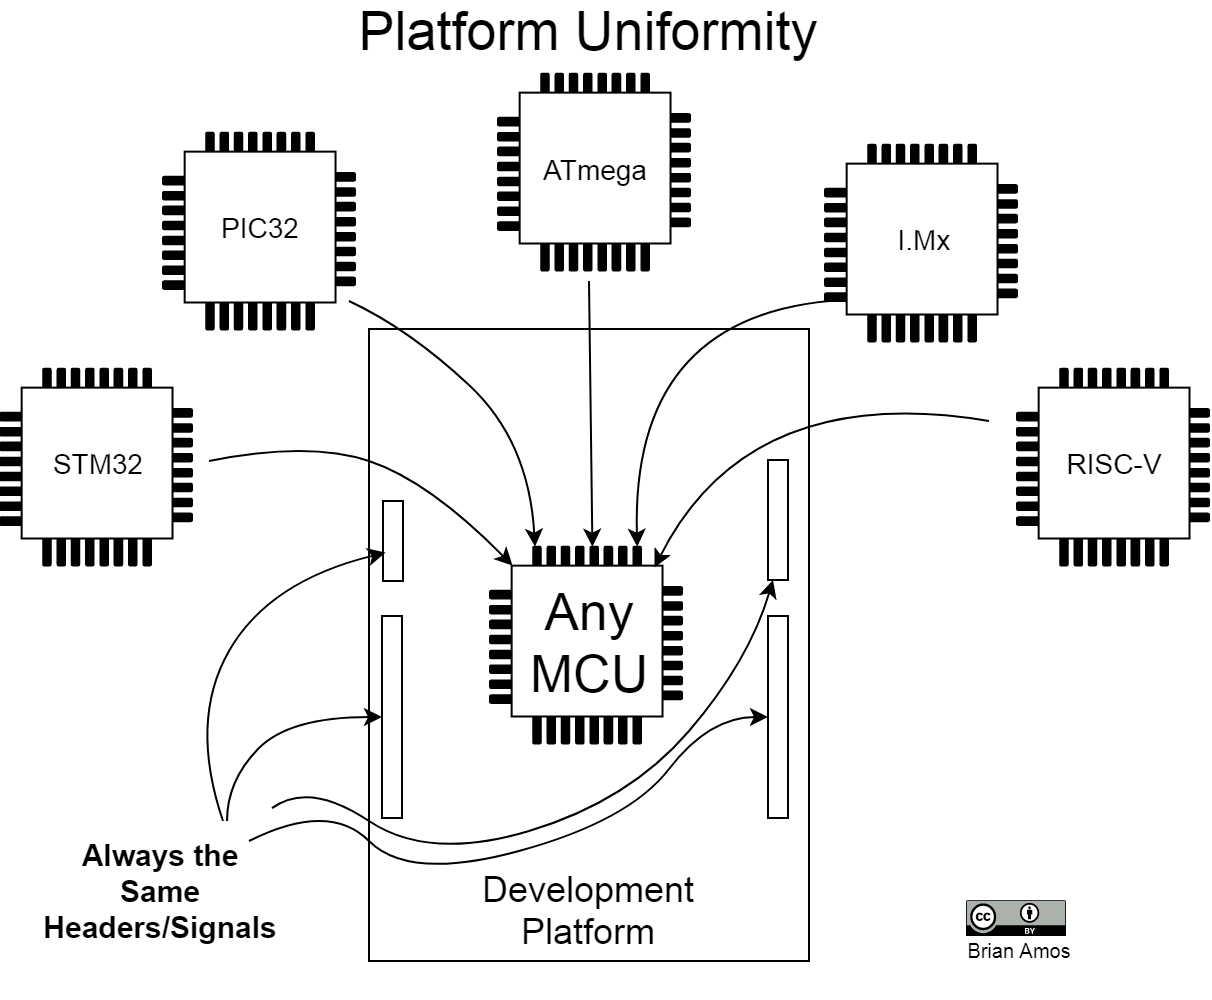 Platform Uniformity
ATmega
PIC32
I.Mx
STM32
RISC-V
Any
MCU
Always the
Same
Headers/Signals
Development
Platform
cc
BY
Brian Amos